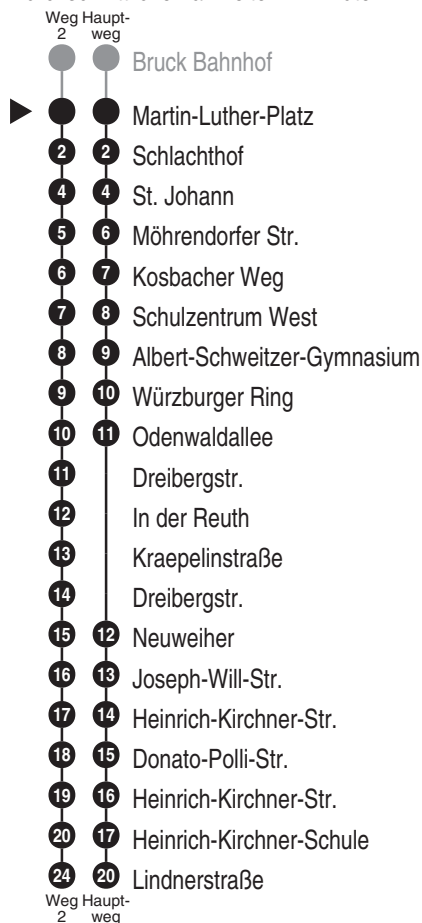 Weg Haupt-
2 weg
Bruck Bahnhof
Martin-Luther-Platz
2 2 Schlachthof
4 4 St. Johann
5 6 Möhrendorfer Str.
6 7 Kosbacher Weg
7 8 Schulzentrum West
8 9 Albert-Schweitzer-Gymnasium
9 10 Würzburger Ring
10 11 Odenwaldallee
11 Dreibergstr.
12 In der Reuth
13 Kraepelinstraße
14 Dreibergstr.
15 12 Neuweiher
16 13 Joseph-Will-Str.
17 14 Heinrich-Kirchner-Str.
18 15 Donato-Polli-Str.
19 16 Heinrich-Kirchner-Str.
20 17 Heinrich-Kirchner-Schule
24 20 Lindnerstraße
Weg Haupt-
2 weg